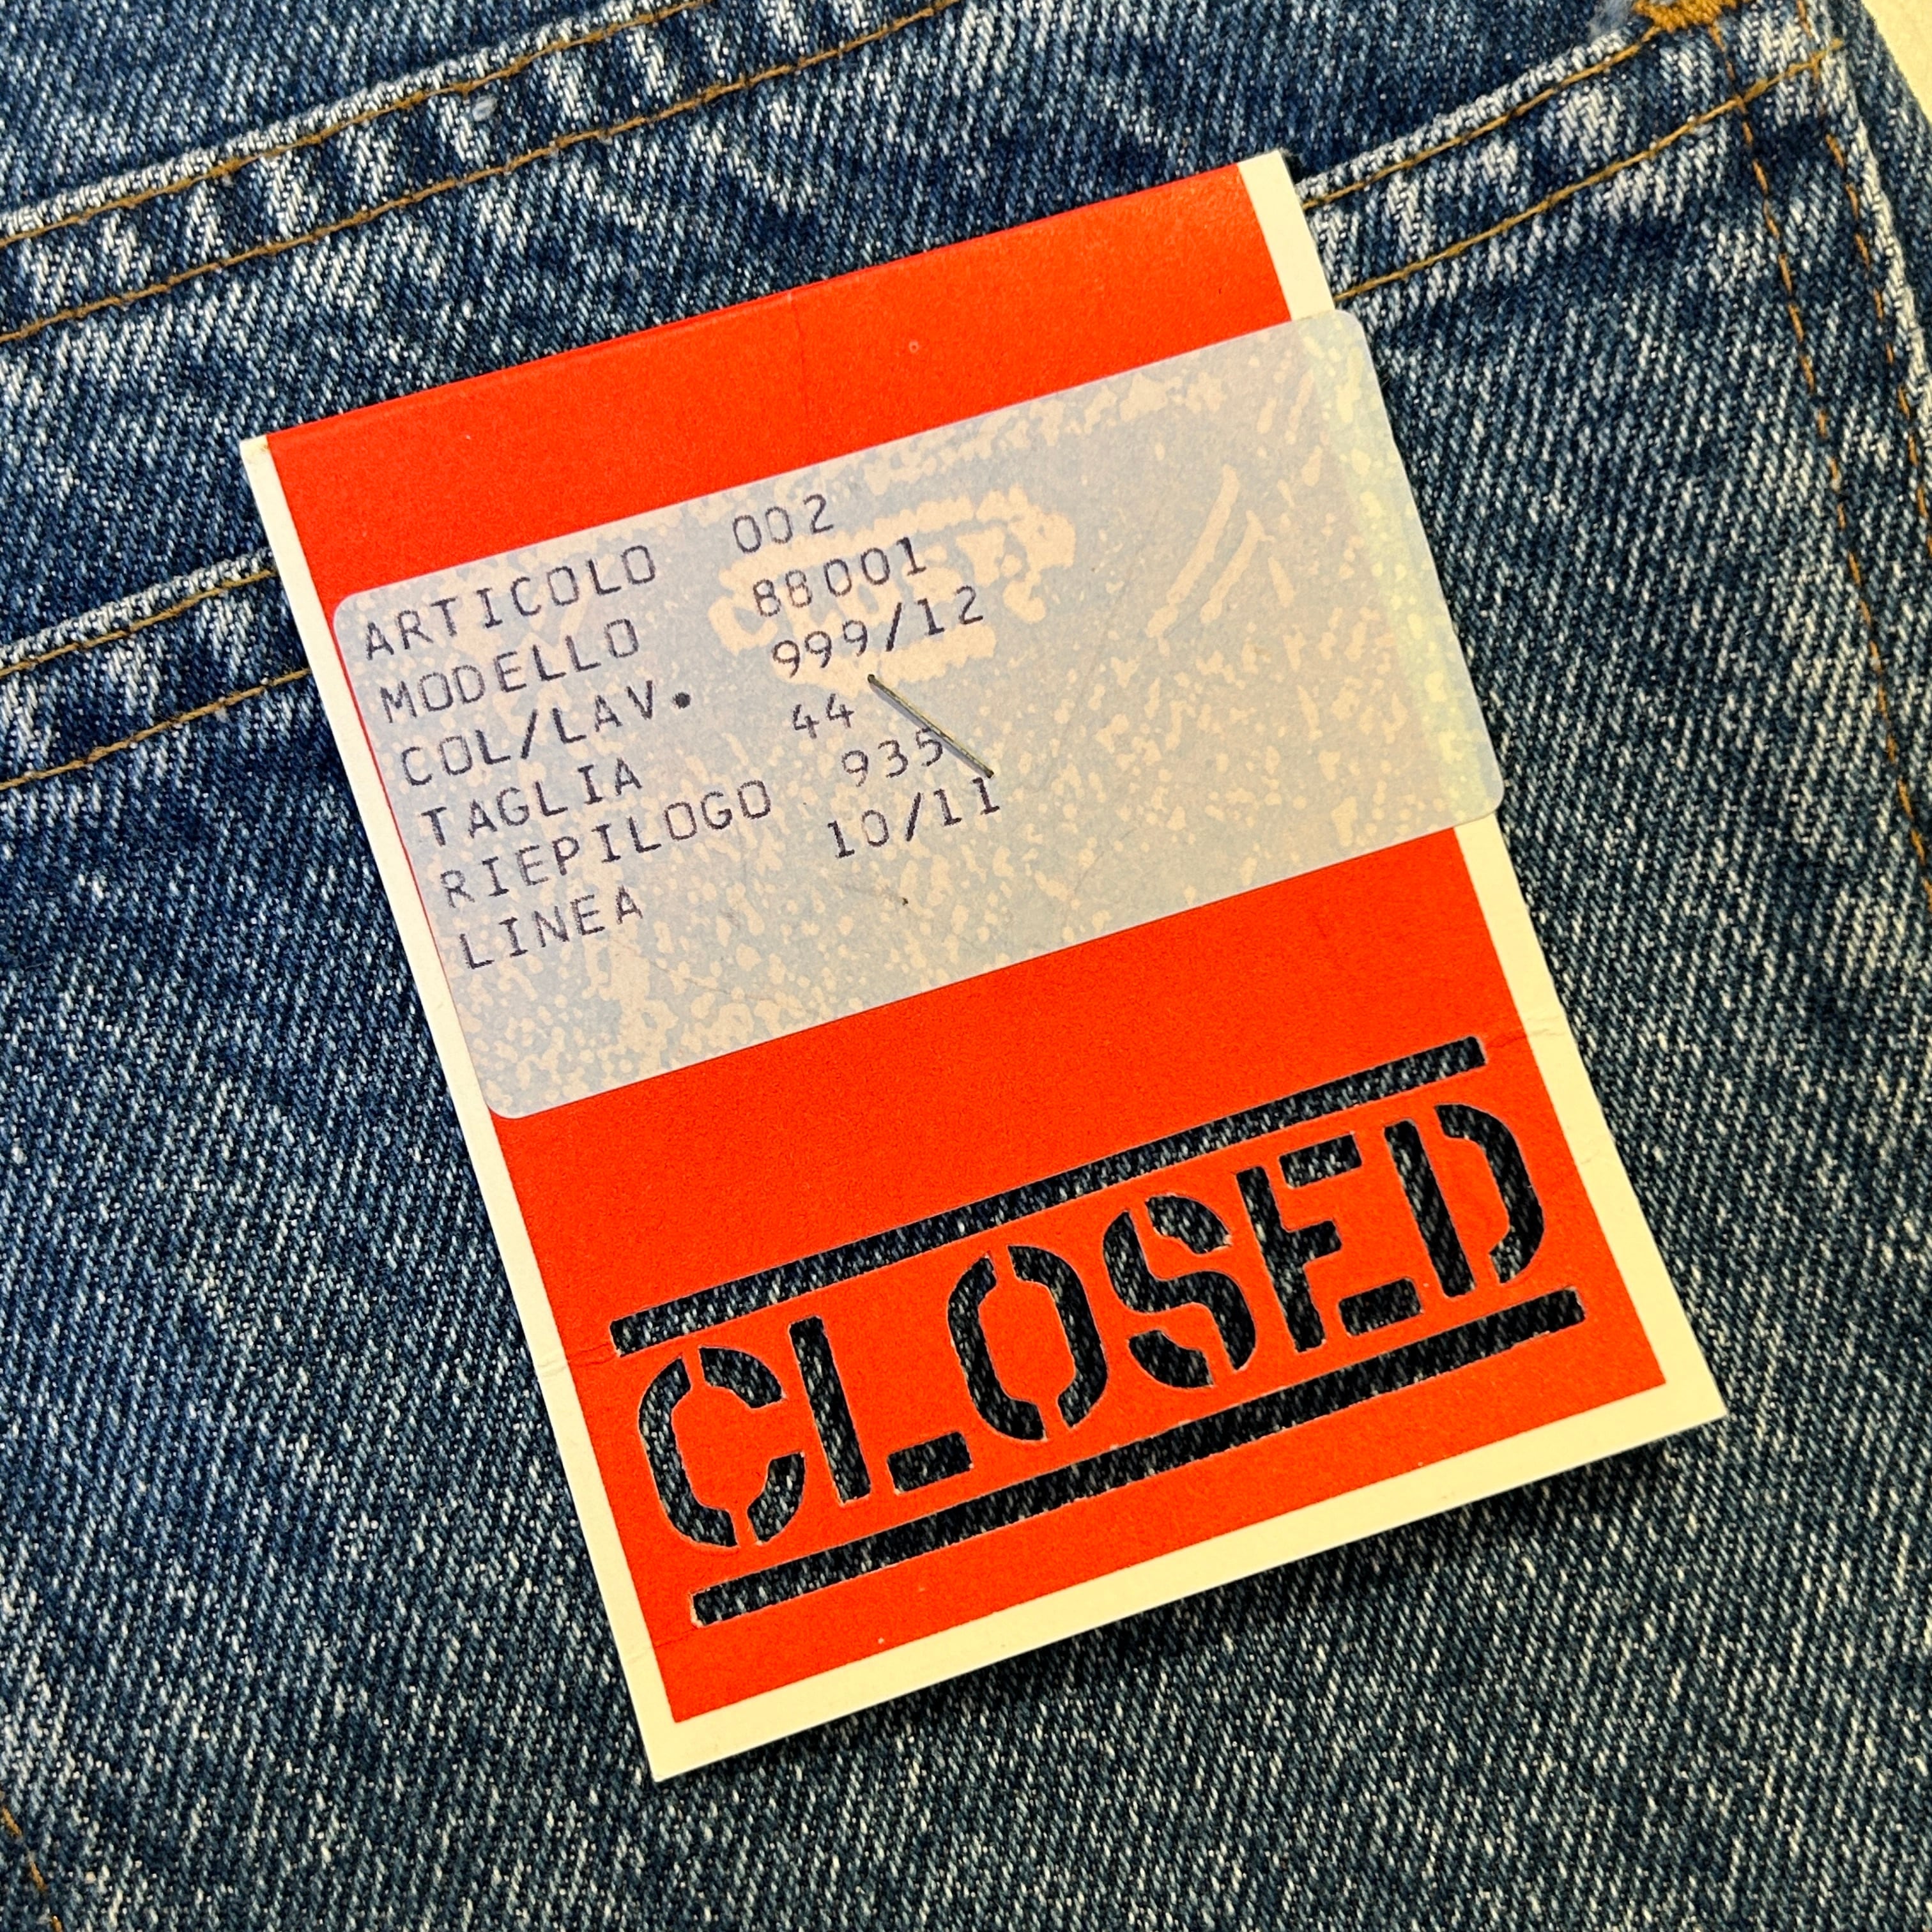 ARTICOLO 002
MODELLO 88001
COL/LAV. 999/12
TAGLIA 44
RIEPILOGO 935
LINEA 10/11
CLOSED